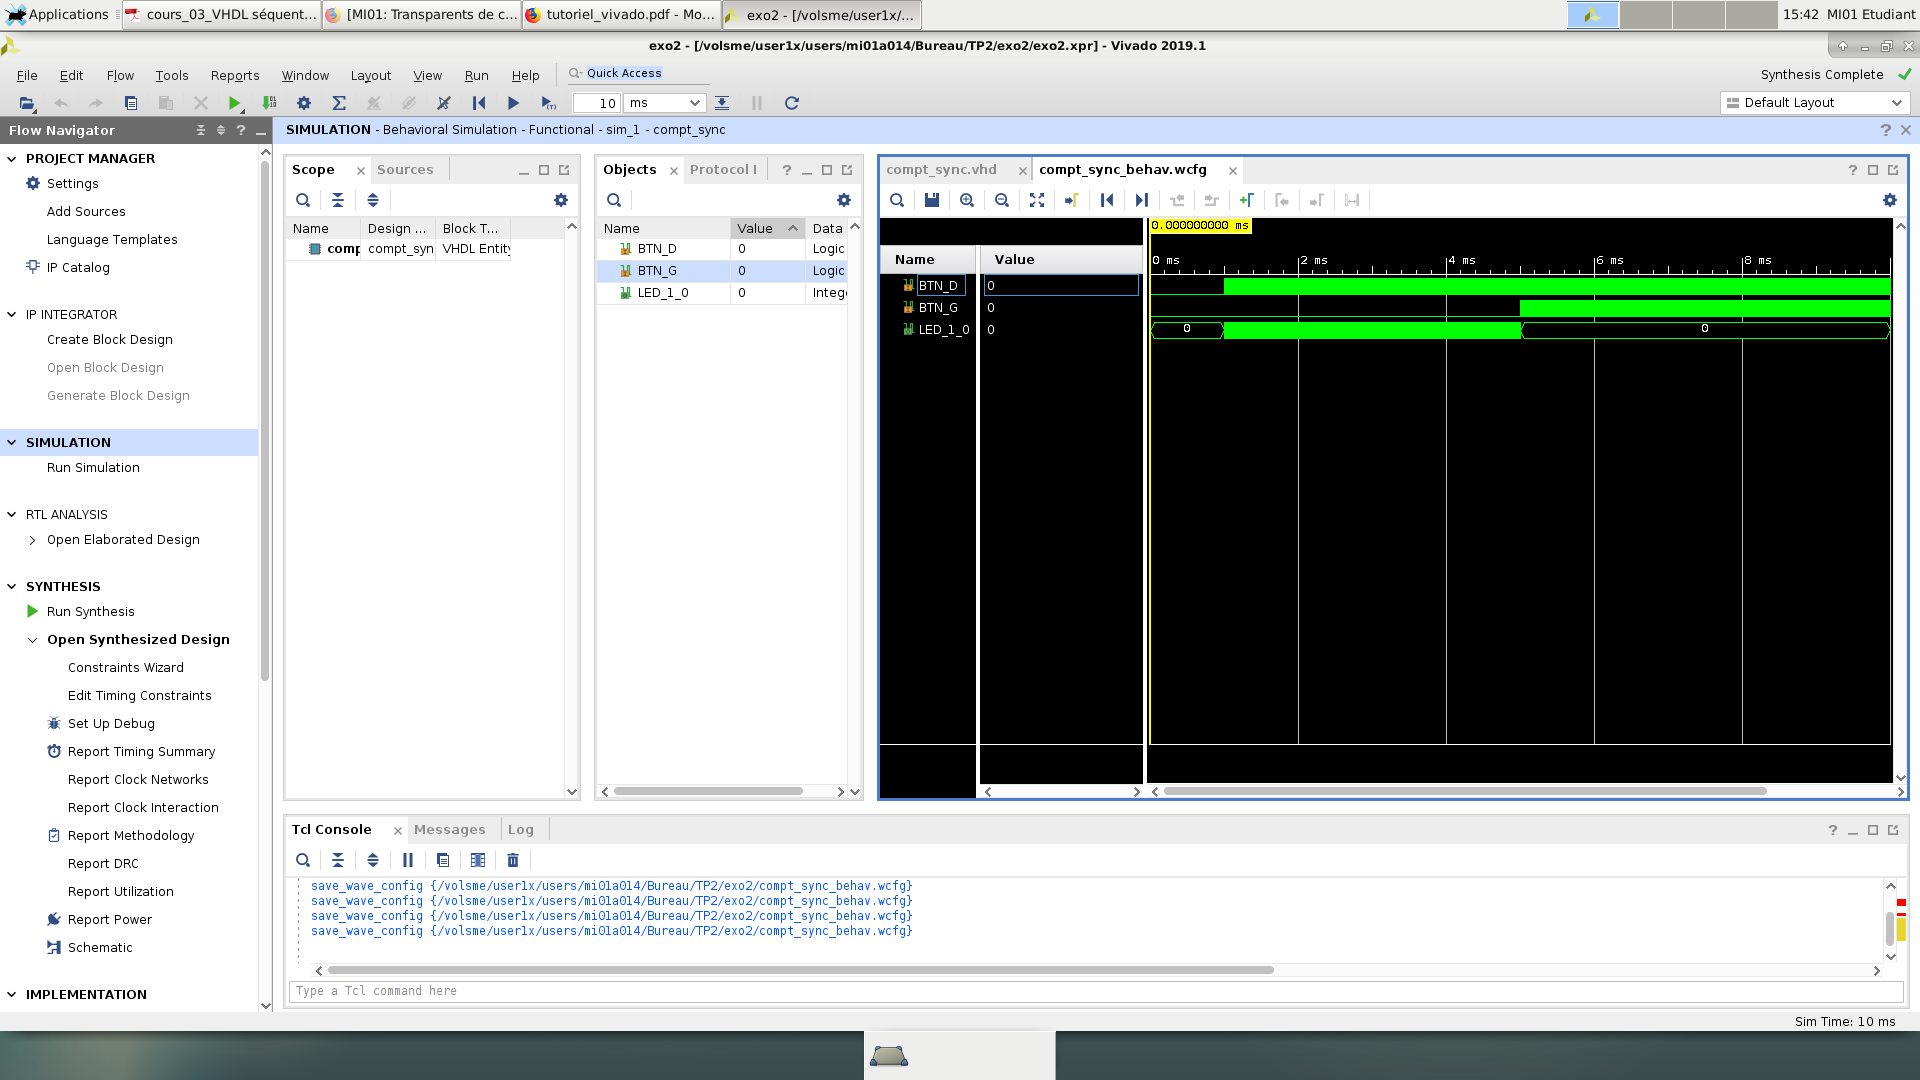 Applications
cours_03_VHDL séquent...
[MI01: Transparents de c...
tutoriel_vivado.pdf - Mo...
exo2 - [/volsme/user1x/...
15:42 MI01 Etudiant
exo2 - [/volsme/user1x/users/mi01a014/Bureau/TP2/exo2/exo2.xpr] - Vivado 2019.1
File Edit Flow Tools Reports Window Layout View Run Help
Quick Access
Synthesis Complete
10 ms
Default Layout
Flow Navigator
SIMULATION - Behavioral Simulation - Functional - sim_1 - compt_sync
PROJECT MANAGER
Settings
Add Sources
Language Templates
IP Catalog
IP INTEGRATOR
Create Block Design
Open Block Design
Generate Block Design
SIMULATION
Run Simulation
RTL ANALYSIS
Open Elaborated Design
SYNTHESIS
Run Synthesis
Open Synthesized Design
Constraints Wizard
Edit Timing Constraints
Set Up Debug
Report Timing Summary
Report Clock Networks
Report Clock Interaction
Report Methodology
Report DRC
Report Utilization
Report Power
Schematic
IMPLEMENTATION
Scope Sources
Name Design ... Block T...
comp compt_syn VHDL Entity
Objects Protocol I
Name Value Data
BTN_D 0 Logic
BTN_G 0 Logic
LED_1_0 0 Intege
compt_sync.vhd compt_sync_behav.wcfg
0.000000000 ms
Name Value
0 ms 2 ms 4 ms 6 ms 8 ms
BTN_D 0
BTN_G 0
LED_1_0 0 0 0
Tcl Console Messages Log
save_wave_config {/volsme/user1x/users/mi01a014/Bureau/TP2/exo2/compt_sync_behav.wcfg}
save_wave_config {/volsme/user1x/users/mi01a014/Bureau/TP2/exo2/compt_sync_behav.wcfg}
save_wave_config {/volsme/user1x/users/mi01a014/Bureau/TP2/exo2/compt_sync_behav.wcfg}
save_wave_config {/volsme/user1x/users/mi01a014/Bureau/TP2/exo2/compt_sync_behav.wcfg}
Type a Tcl command here
Sim Time: 10 ms